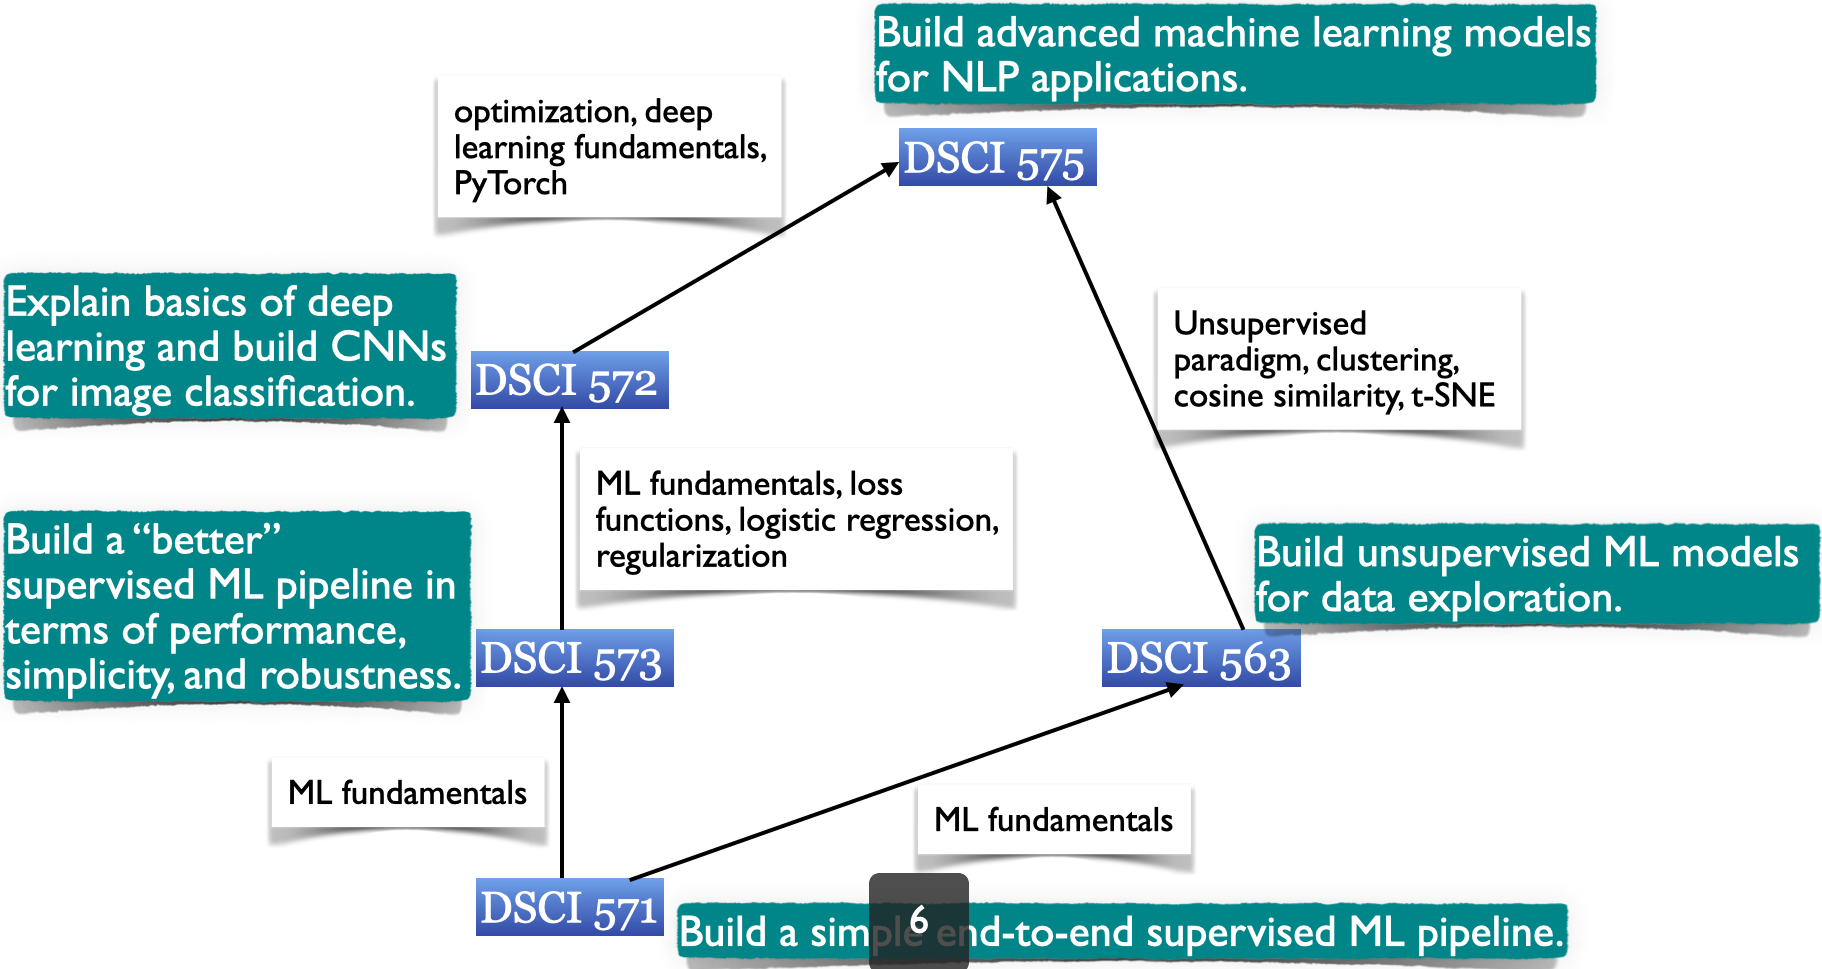 Build advanced machine learning models
for NLP applications.
optimization, deep
learning fundamentals,
PyTorch
DSCI 575
Explain basics of deep
learning and build CNNs
for image classification.
DSCI 572
Unsupervised
paradigm, clustering,
cosine similarity, t-SNE
ML fundamentals, loss
functions, logistic regression,
regularization
Build a “better”
supervised ML pipeline in
terms of performance,
simplicity, and robustness.
DSCI 573
Build unsupervised ML models
for data exploration.
DSCI 563
ML fundamentals
ML fundamentals
DSCI 571
Build a simple end-to-end supervised ML pipeline.
6